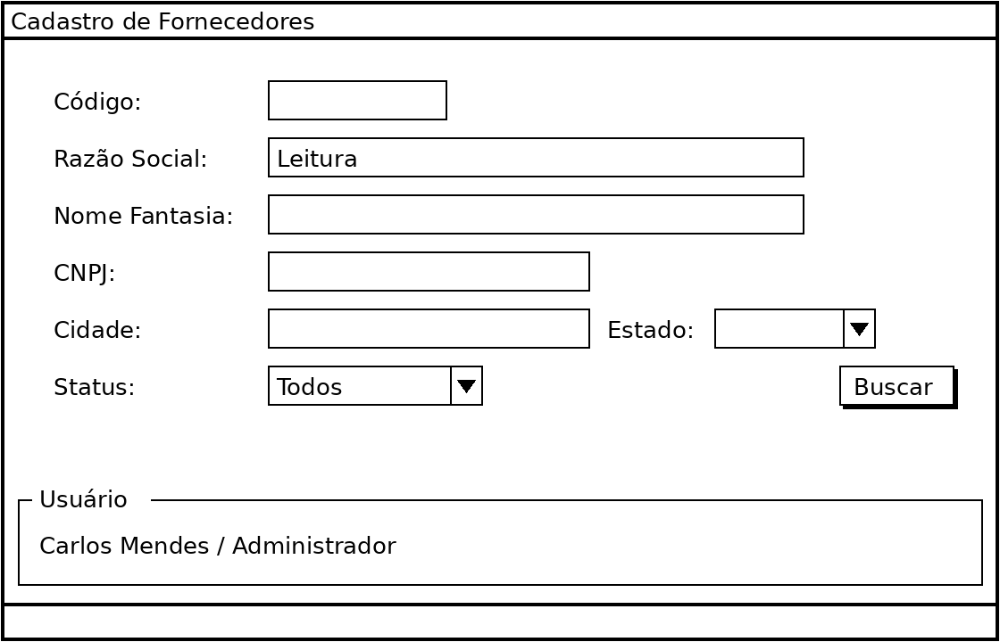 Cadastro de Fornecedores
Código:
Razão Social: Leitura
Nome Fantasia:
CNPJ:
Cidade: Estado:
Status: Todos Buscar
Usuário
Carlos Mendes / Administrador